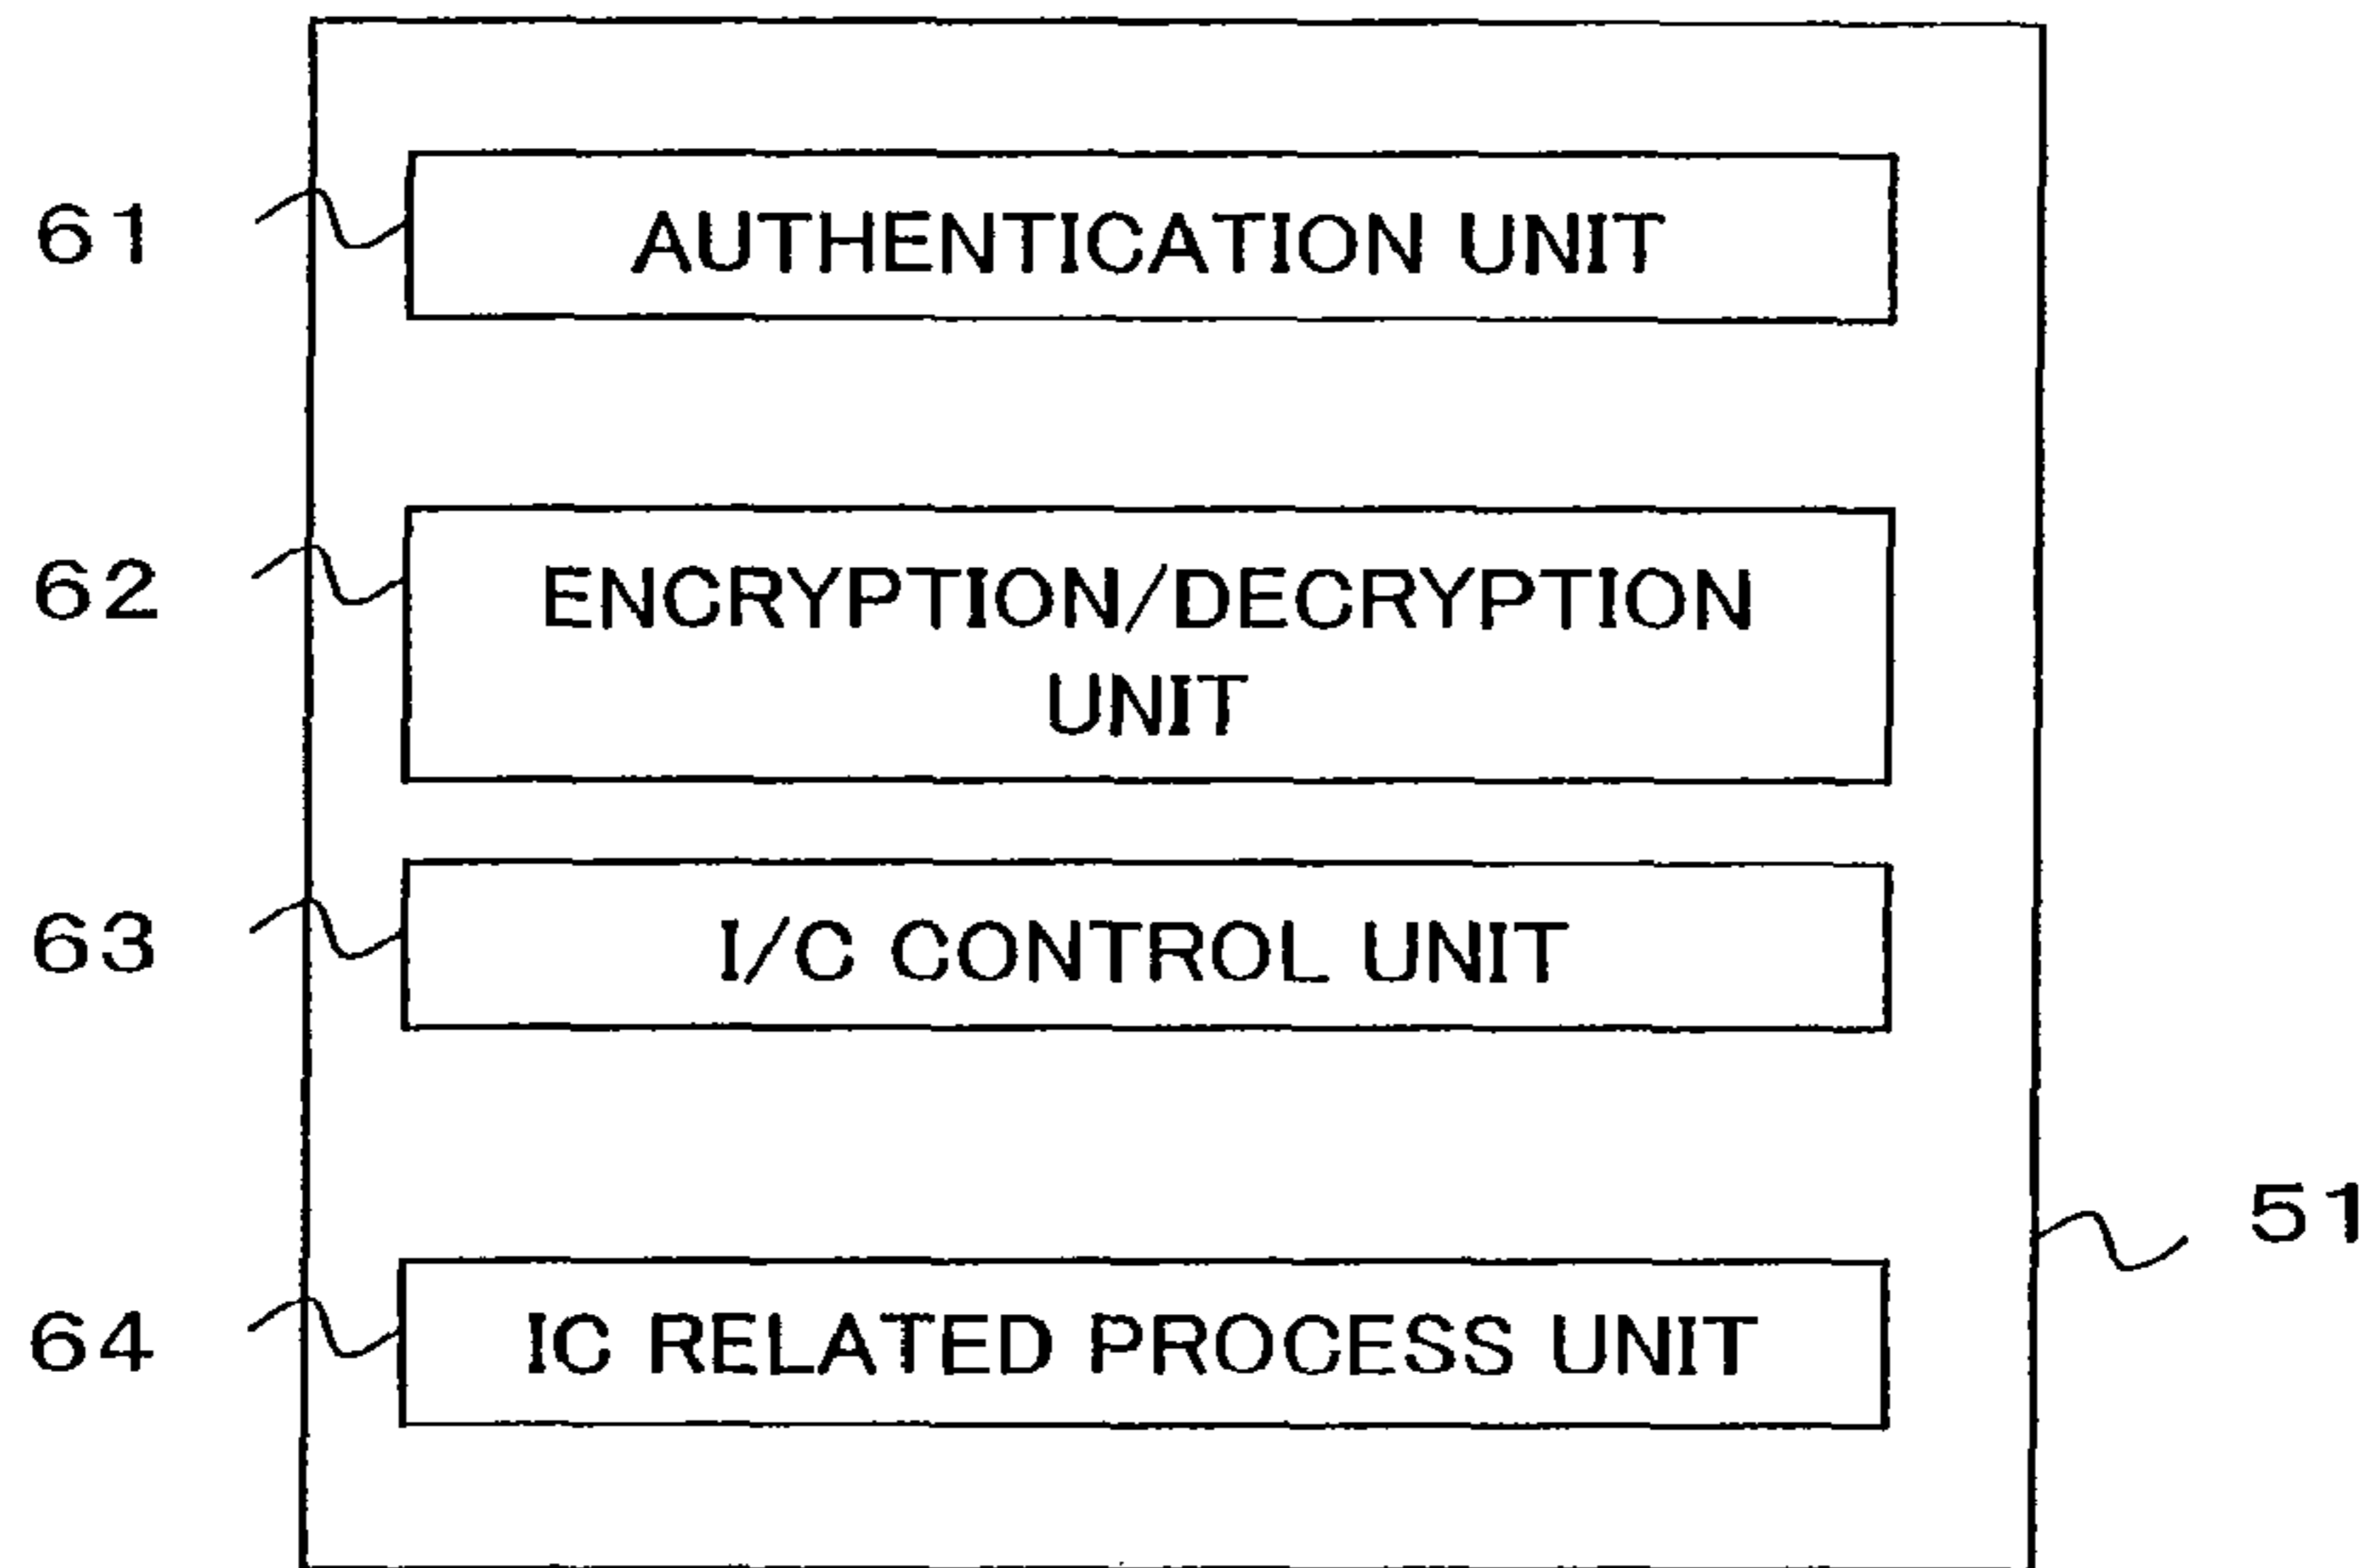 61 AUTHENTICATION UNIT
62 ENCRYPTION/DECRYPTION
UNIT
63 I/C CONTROL UNIT
51
64 IC RELATED PROCESS UNIT